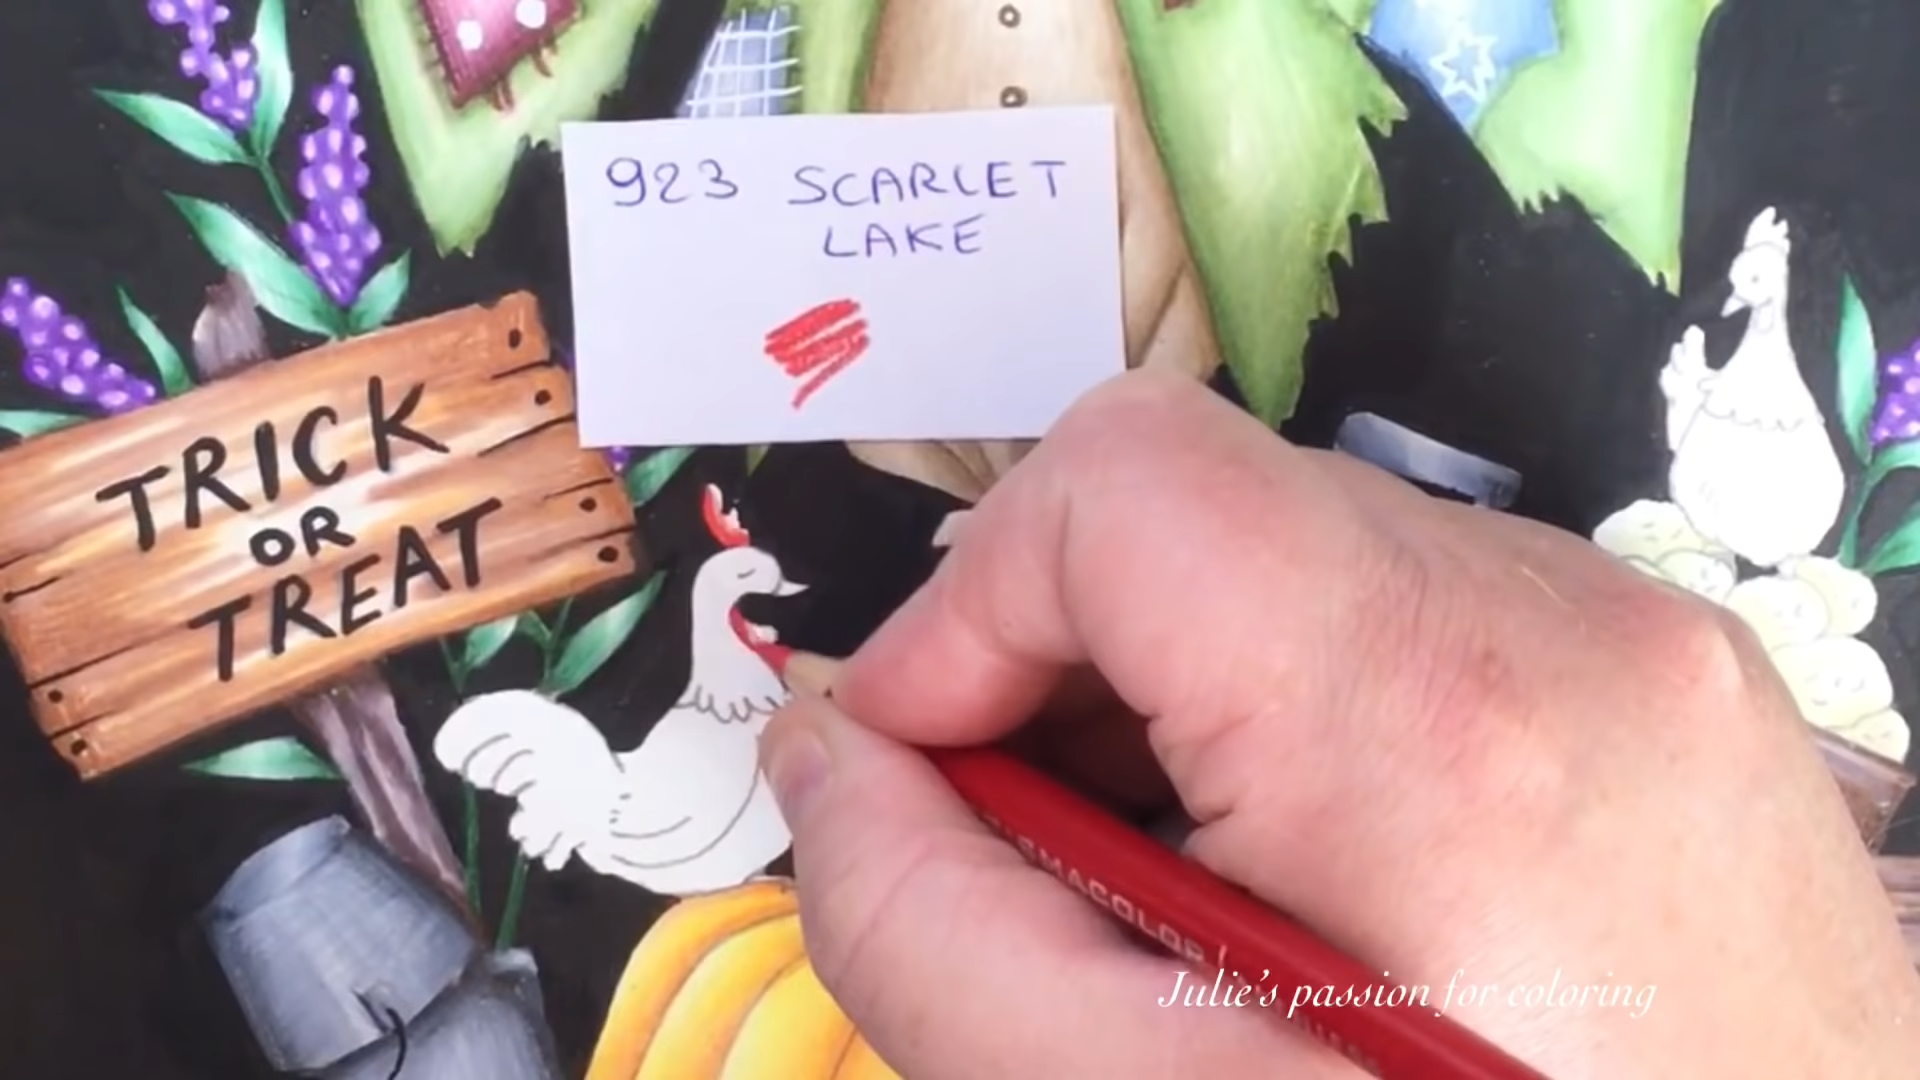 923 SCARLET
LAKE
TRICK
OR
TREAT
Julie's passion for coloring